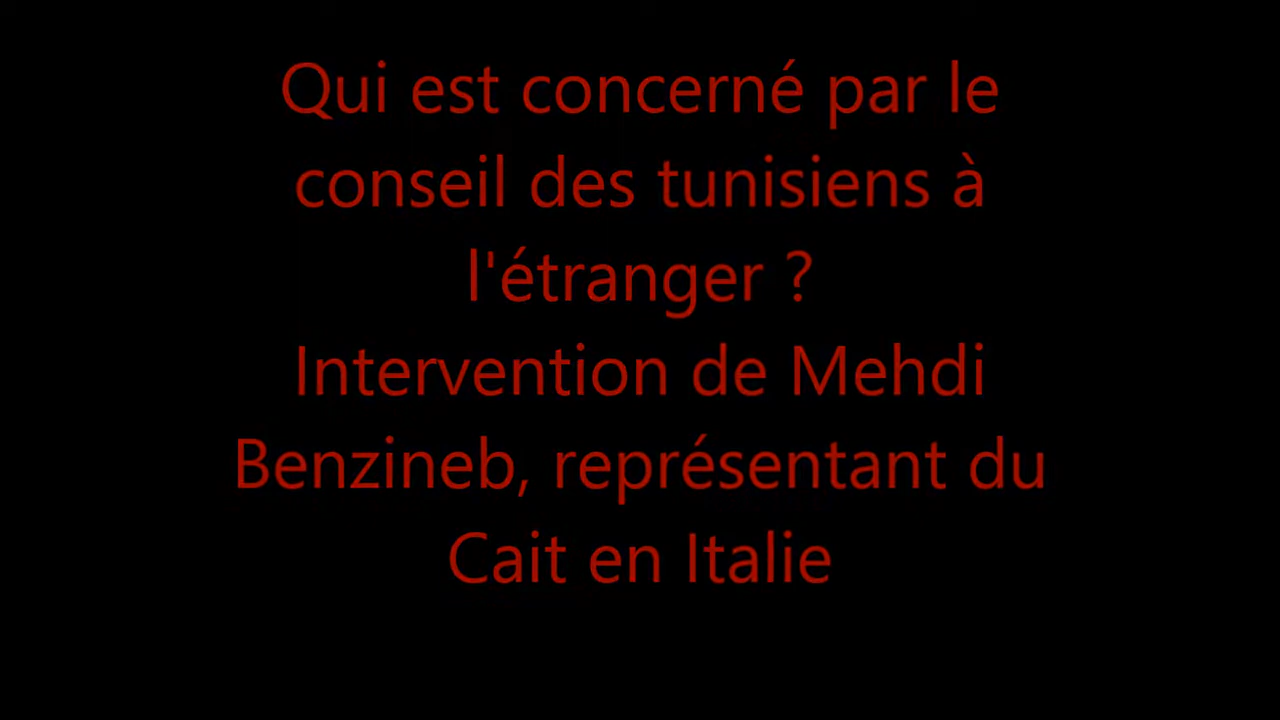 Qui est concerné par le
conseil des tunisiens à
l'étranger ?
Intervention de Mehdi
Benzineb, représentant du
Cait en Italie